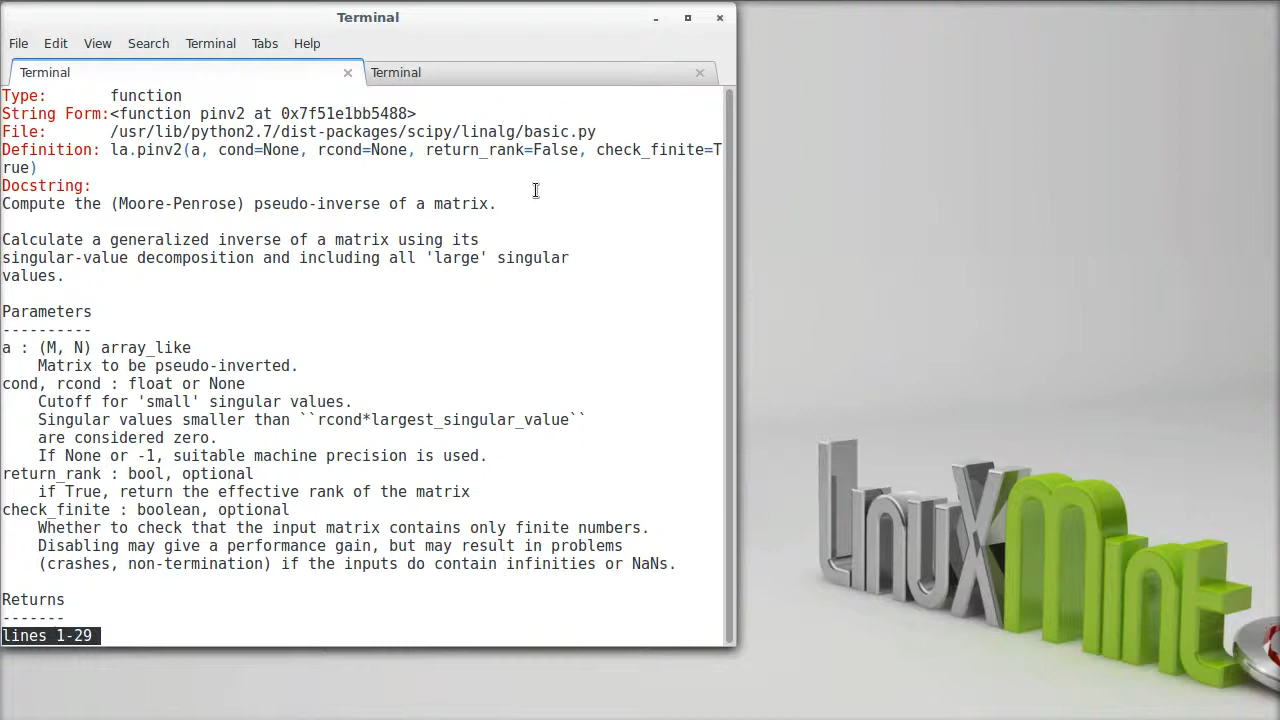 Terminal
File Edit View Search Terminal Tabs Help
Terminal Terminal
Type: function
String Form:<function pinv2 at 0x7f51e1bb5488>
File: /usr/lib/python2.7/dist-packages/scipy/linalg/basic.py
Definition: la.pinv2(a, cond=None, rcond=None, return_rank=False, check_finite=T
rue)
Docstring:
Compute the (Moore-Penrose) pseudo-inverse of a matrix.
Calculate a generalized inverse of a matrix using its
singular-value decomposition and including all 'large' singular
values.
Parameters
----------
a : (M, N) array_like
Matrix to be pseudo-inverted.
cond, rcond : float or None
Cutoff for 'small' singular values.
Singular values smaller than ``rcond*largest_singular_value``
are considered zero.
If None or -1, suitable machine precision is used.
return_rank : bool, optional
if True, return the effective rank of the matrix
check_finite : boolean, optional
Whether to check that the input matrix contains only finite numbers.
Disabling may give a performance gain, but may result in problems
(crashes, non-termination) if the inputs do contain infinities or NaNs.
Returns
-------
lines 1-29
LinuxMint